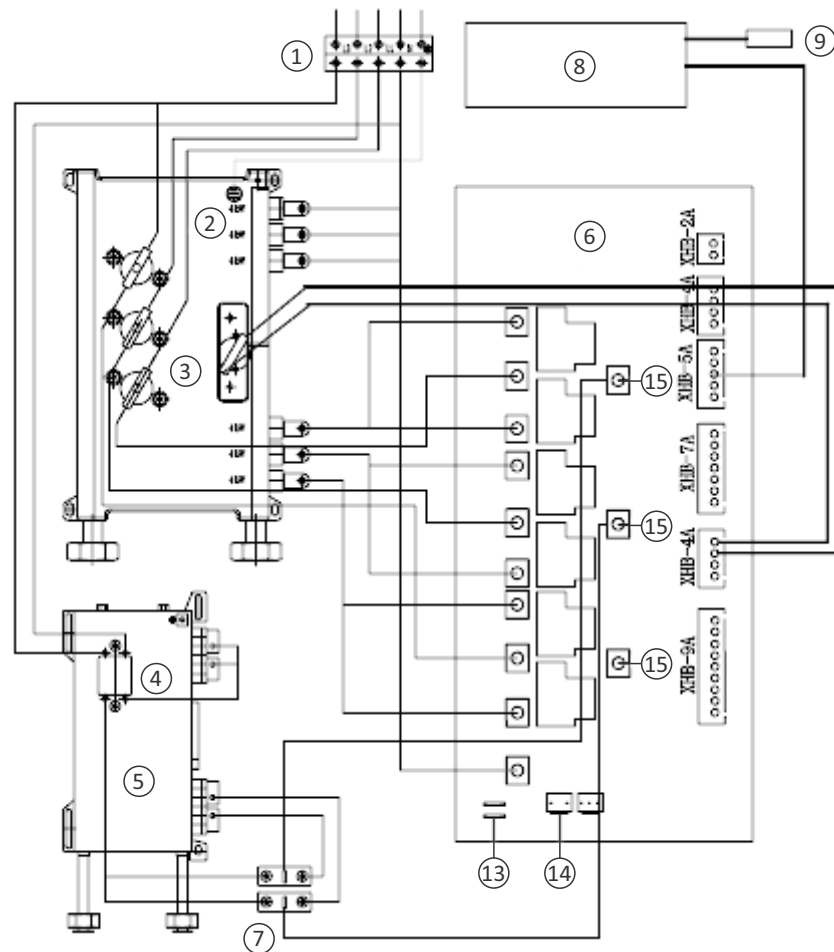 ①
⑨
⑧
②
⑥
XHB-2A
XHB-4A
③
XHB-5A
⑮
XHB-7A
⑮
XHB-4A
④
⑮
XHB-9A
⑤
⑬
⑭
⑦